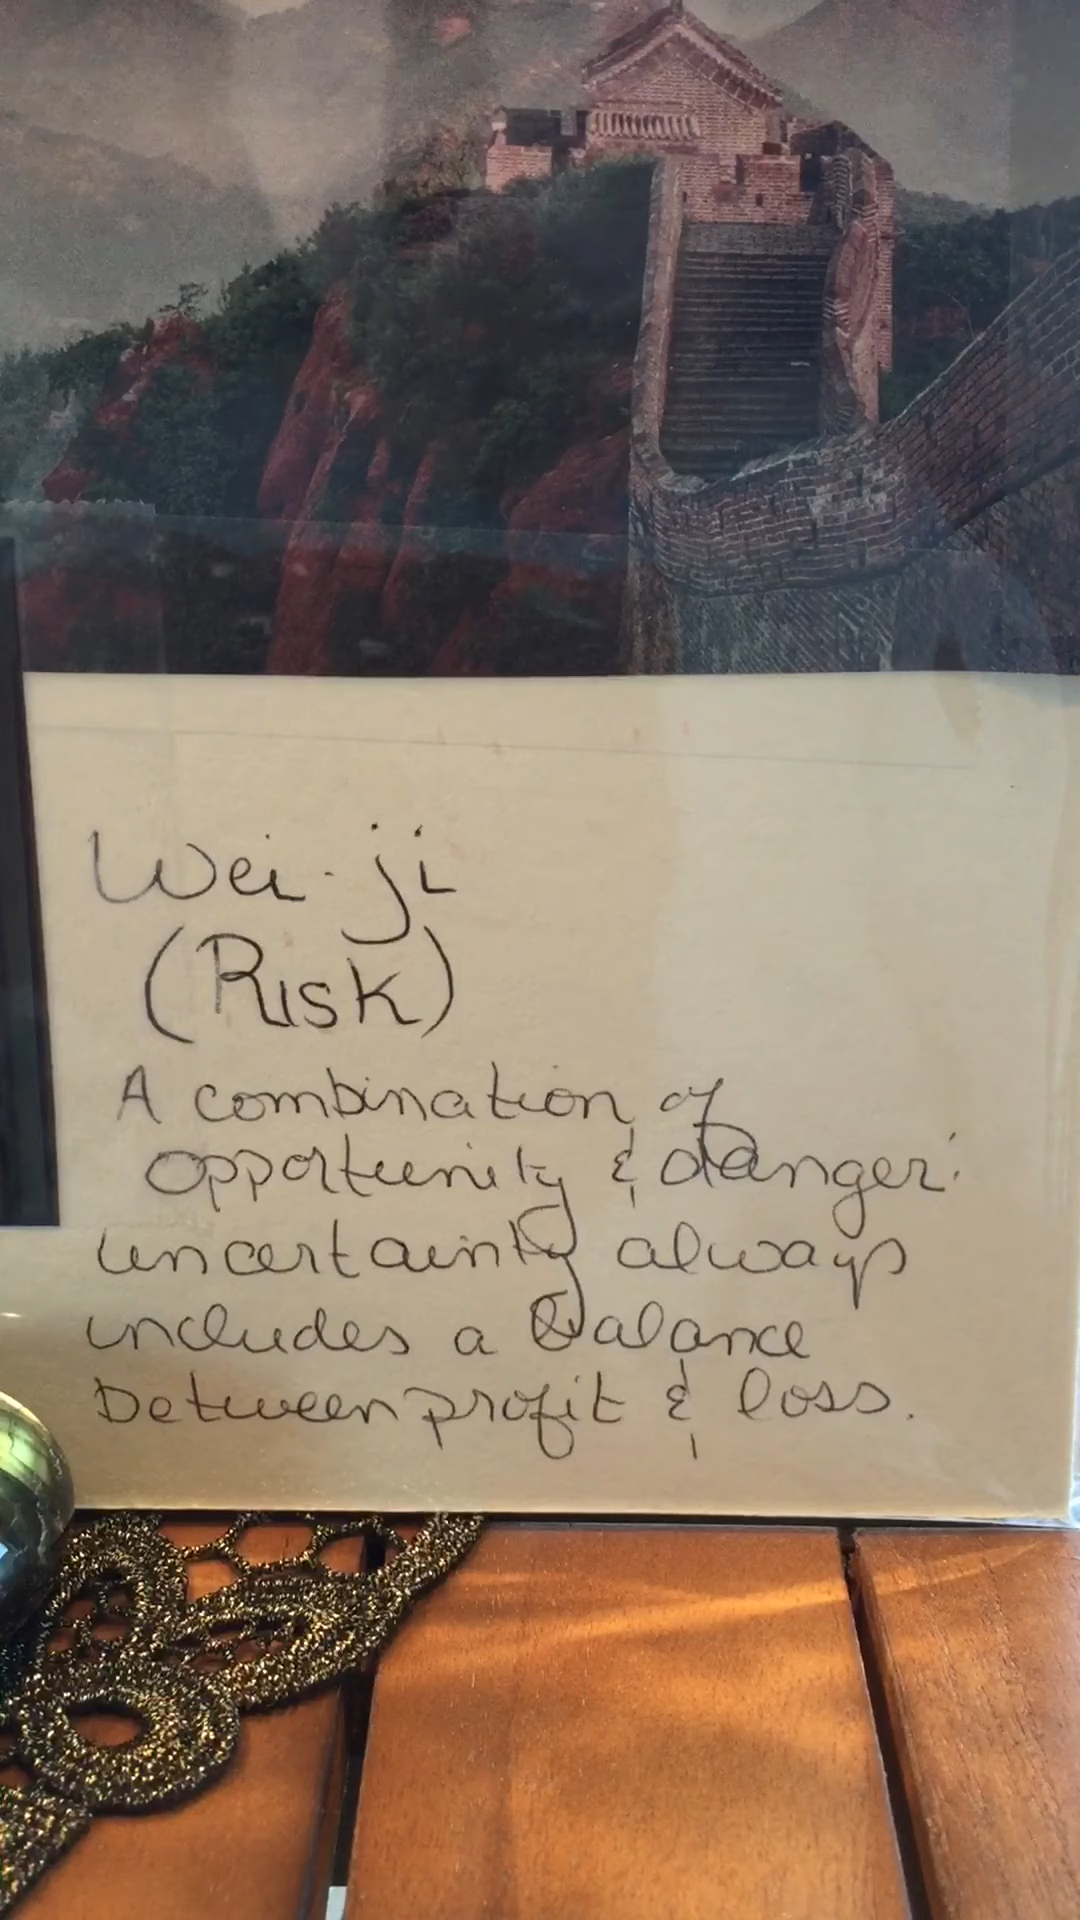 Wei-ji
(Risk)
A combination of
opportunity & danger:
uncertainty always
includes a balance
between profit & loss.